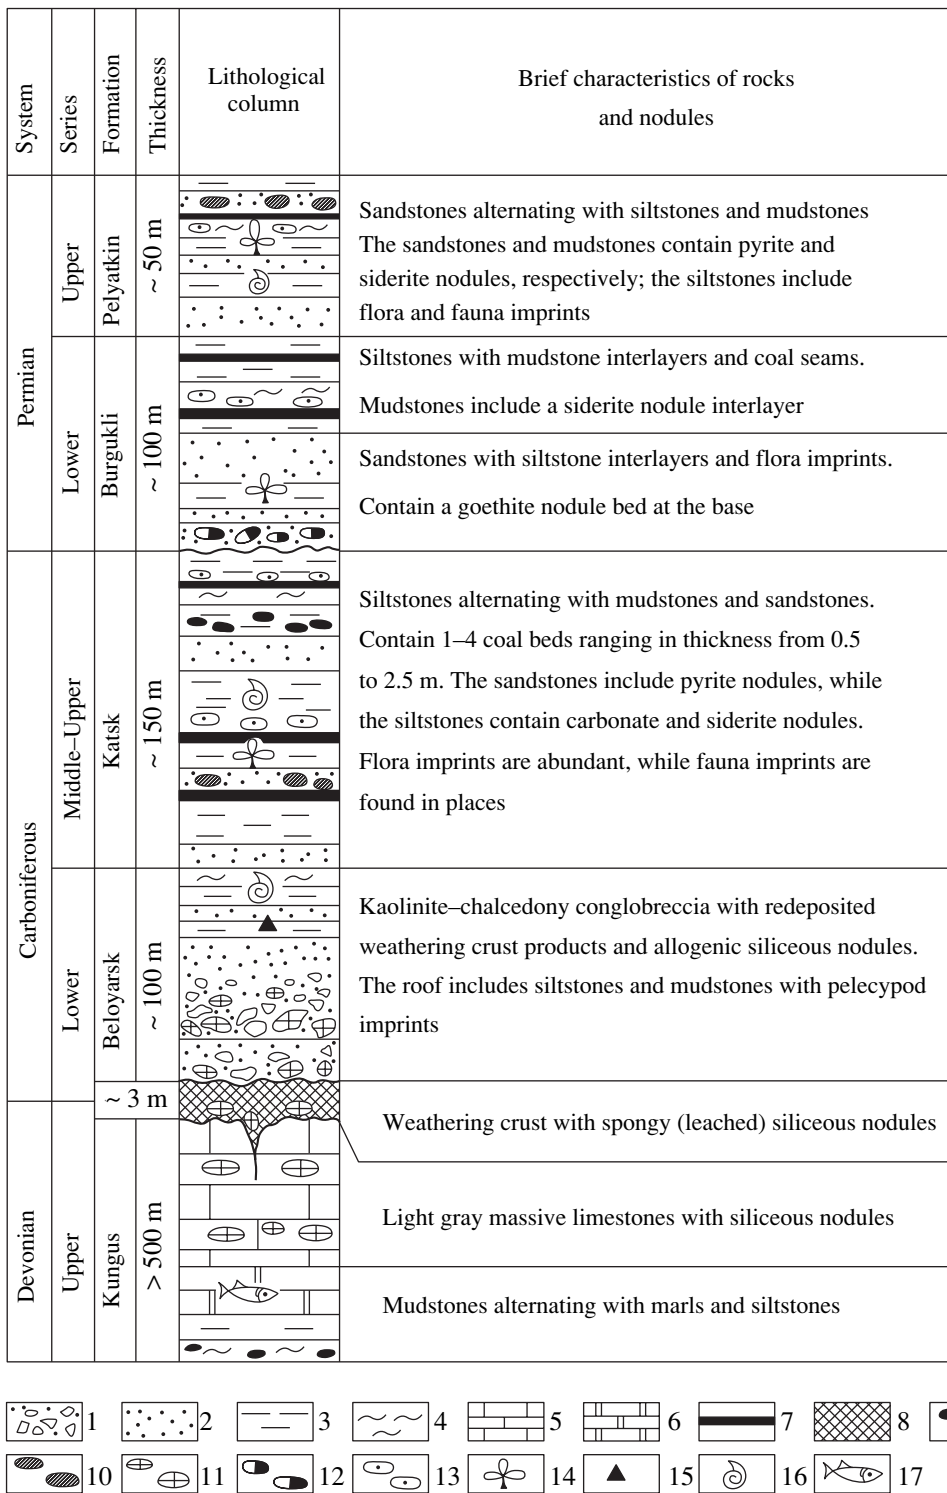 System
Series
Formation
Thickness
Lithological
column
Brief characteristics of rocks
and nodules
Permian
Upper
Pelyatkin
~ 50 m
Sandstones alternating with siltstones and mudstones
The sandstones and mudstones contain pyrite and
siderite nodules, respectively; the siltstones include
flora and fauna imprints
Lower
Burgukli
~ 100 m
Siltstones with mudstone interlayers and coal seams.
Mudstones include a siderite nodule interlayer
Sandstones with siltstone interlayers and flora imprints.
Contain a goethite nodule bed at the base
Carboniferous
Middle–Upper
Katsk
~ 150 m
Siltstones alternating with mudstones and sandstones.
Contain 1–4 coal beds ranging in thickness from 0.5
to 2.5 m. The sandstones include pyrite nodules, while
the siltstones contain carbonate and siderite nodules.
Flora imprints are abundant, while fauna imprints are
found in places
Lower
Beloyarsk
~ 100 m
Kaolinite–chalcedony conglobreccia with redeposited
weathering crust products and allogenic siliceous nodules.
The roof includes siltstones and mudstones with pelecypod
imprints
~ 3 m
Weathering crust with spongy (leached) siliceous nodules
Devonian
Upper
Kungus
> 500 m
Light gray massive limestones with siliceous nodules
Mudstones alternating with marls and siltstones
1 2 3 4 5 6 7 8
10 11 12 13 14 15 16 17